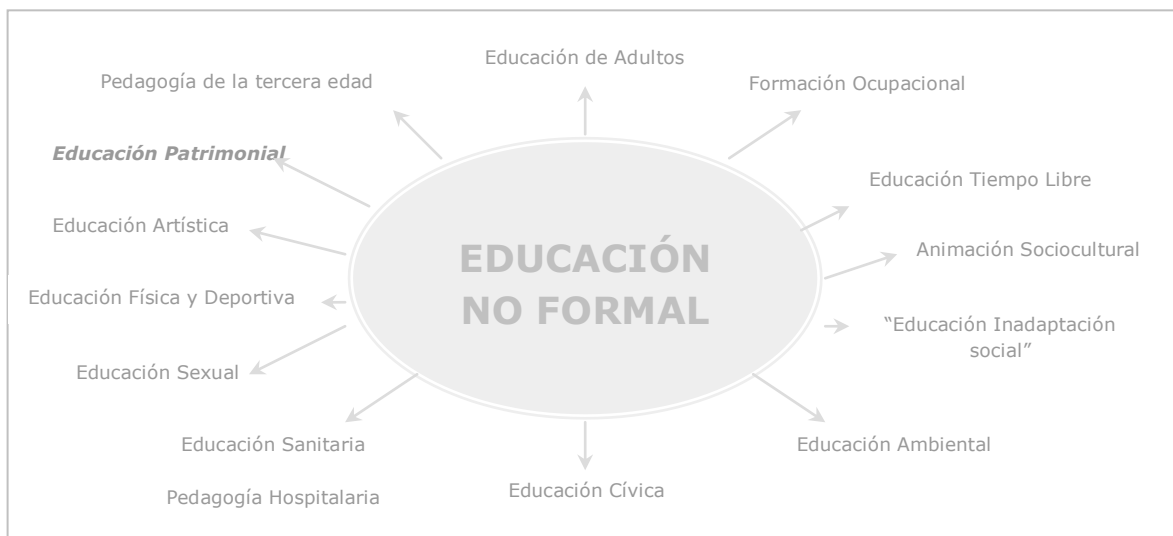 Educación de Adultos
Pedagogía de la tercera edad
Formación Ocupacional
Educación Patrimonial
Educación Tiempo Libre
Educación Artística
Animación Sociocultural
EDUCACIÓN
NO FORMAL
Educación Física y Deportiva
“Educación Inadaptación
social”
Educación Sexual
Educación Sanitaria
Educación Ambiental
Pedagogía Hospitalaria
Educación Cívica